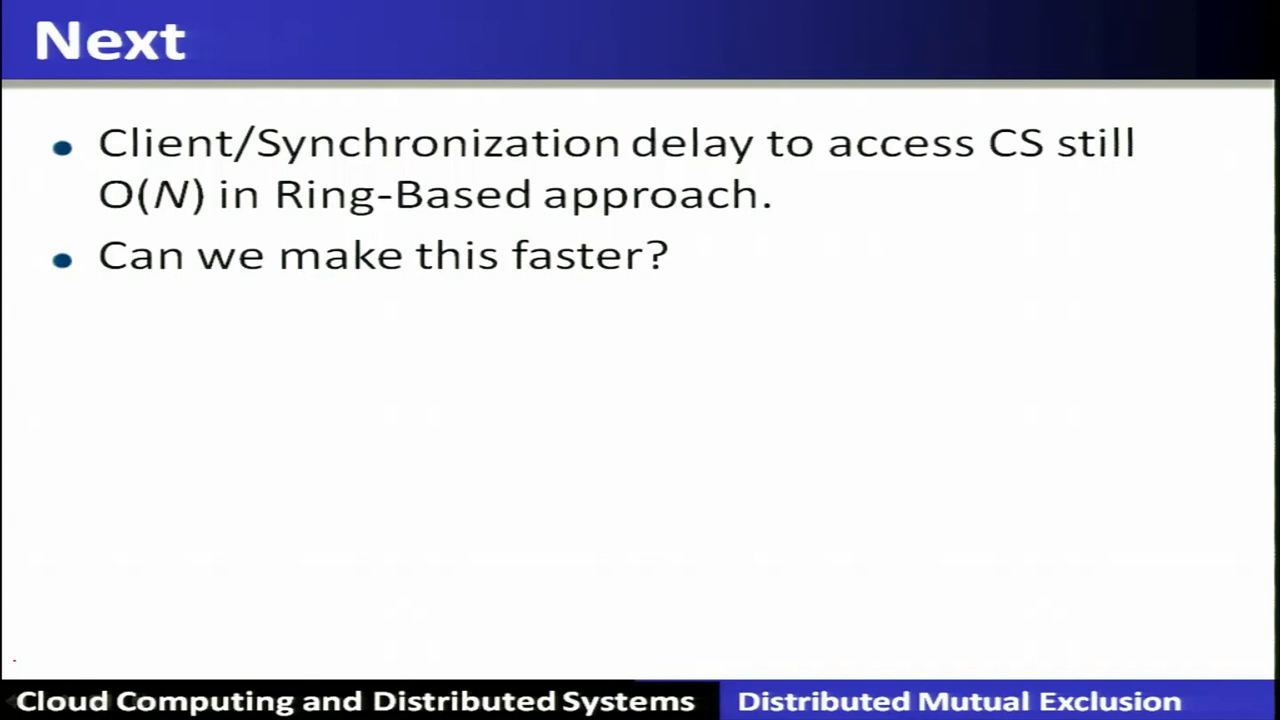 Next
• Client/Synchronization delay to access CS still
O(N) in Ring-Based approach.
• Can we make this faster?
Cloud Computing and Distributed Systems
Distributed Mutual Exclusion